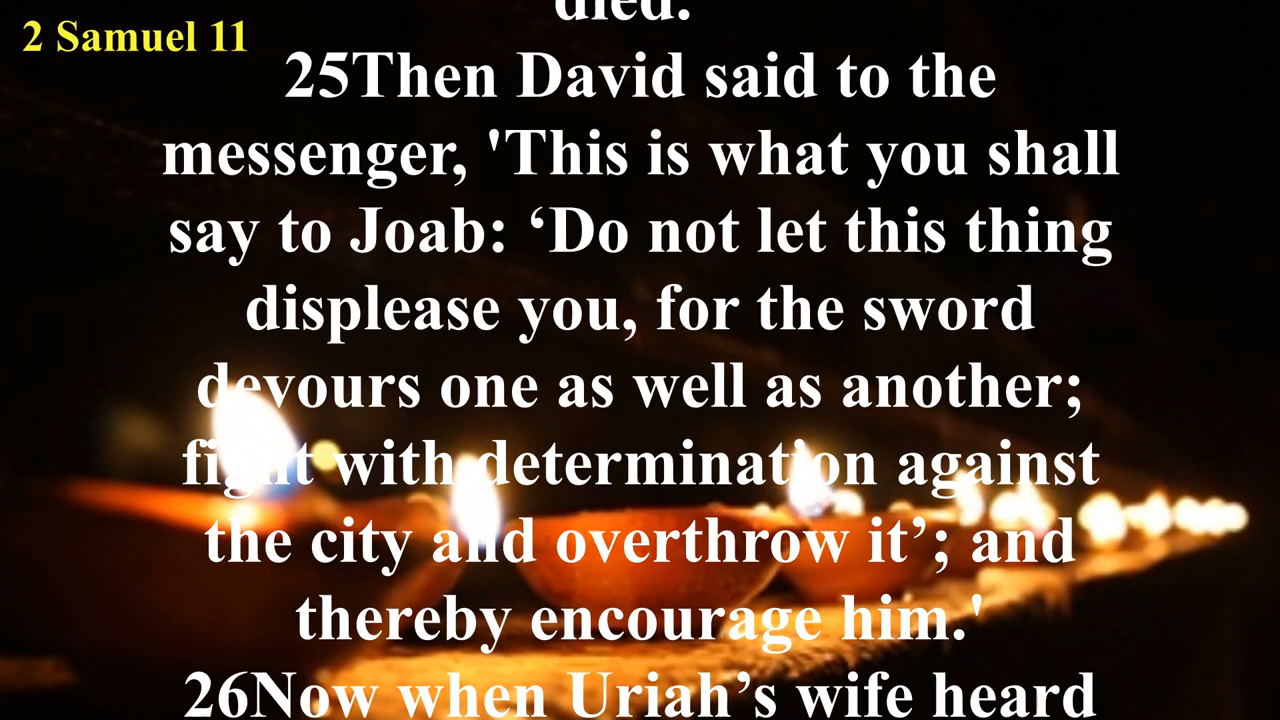 2 Samuel 11
died.
25Then David said to the
messenger, 'This is what you shall
say to Joab: ‘Do not let this thing
displease you, for the sword
devours one as well as another;
fight with determination against
the city and overthrow it’; and
thereby encourage him.'
26Now when Uriah’s wife heard